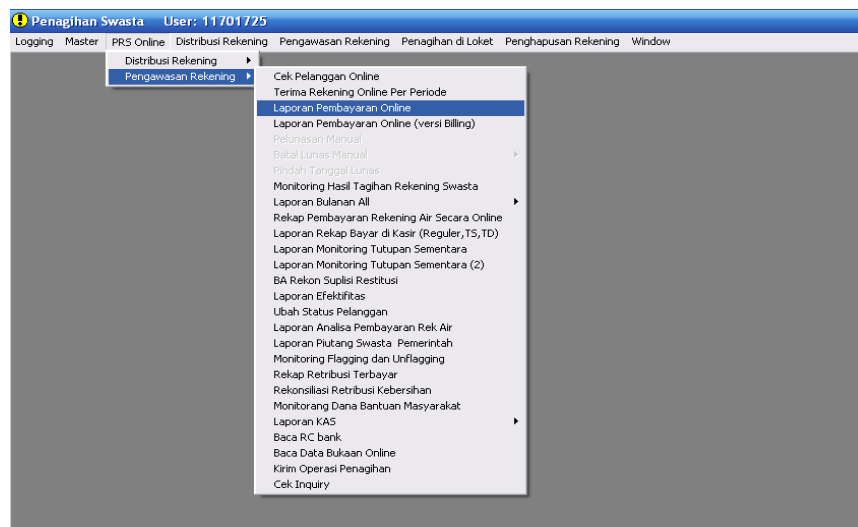 Penagihan Swasta User: 11701725
Logging Master PRS Online Distribusi Rekening Pengawasan Rekening Penagihan di Loket Penghapusan Rekening Window
Distribusi Rekening
Pengawasan Rekening
Cek Pelanggan Online
Terima Rekening Online Per Periode
Laporan Pembayaran Online
Laporan Pembayaran Online (versi Billing)
Pelunasan Manual
Batal Lunas Manual
Pindah Tanggal Lunas
Monitoring Hasil Tagihan Rekening Swasta
Laporan Bulanan All
Rekap Pembayaran Rekening Air Secara Online
Laporan Rekap Bayar di Kasir (Reguler,TS,TD)
Laporan Monitoring Tutupan Sementara
Laporan Monitoring Tutupan Sementara (2)
BA Rekon Suplisi Restitusi
Laporan Efektifitas
Ubah Status Pelanggan
Laporan Analisa Pembayaran Rek Air
Laporan Piutang Swasta Pemerintah
Monitoring Flagging dan Unflagging
Rekap Retribusi Terbayar
Rekonsiliasi Retribusi Kebersihan
Monitorang Dana Bantuan Masyarakat
Laporan KAS
Baca RC bank
Baca Data Bukaan Online
Kirim Operasi Penagihan
Cek Inquiry